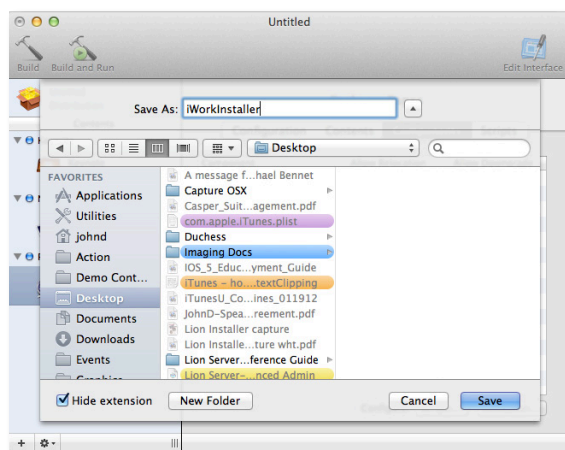 Untitled
Build
Build and Run
Edit Interface
Save As: iWorkInstaller
Desktop
FAVORITES
Applications
Utilities
johnd
Action
Demo Cont...
Desktop
Documents
Downloads
Events
A message f...hael Bennet
Capture OSX
Casper_Suit...agement.pdf
com.apple.iTunes.plist
Duchess
Imaging Docs
IOS_5_Educ...yment_Guide
iTunes – ho....textClipping
iTunesU_Co...ines_011912
JohnD-Spea...reement.pdf
Lion Installer capture
Lion Installe...ture wht.pdf
Lion Server...ference Guide
Lion Server-...nced Admin
Hide extension
New Folder
Cancel
Save